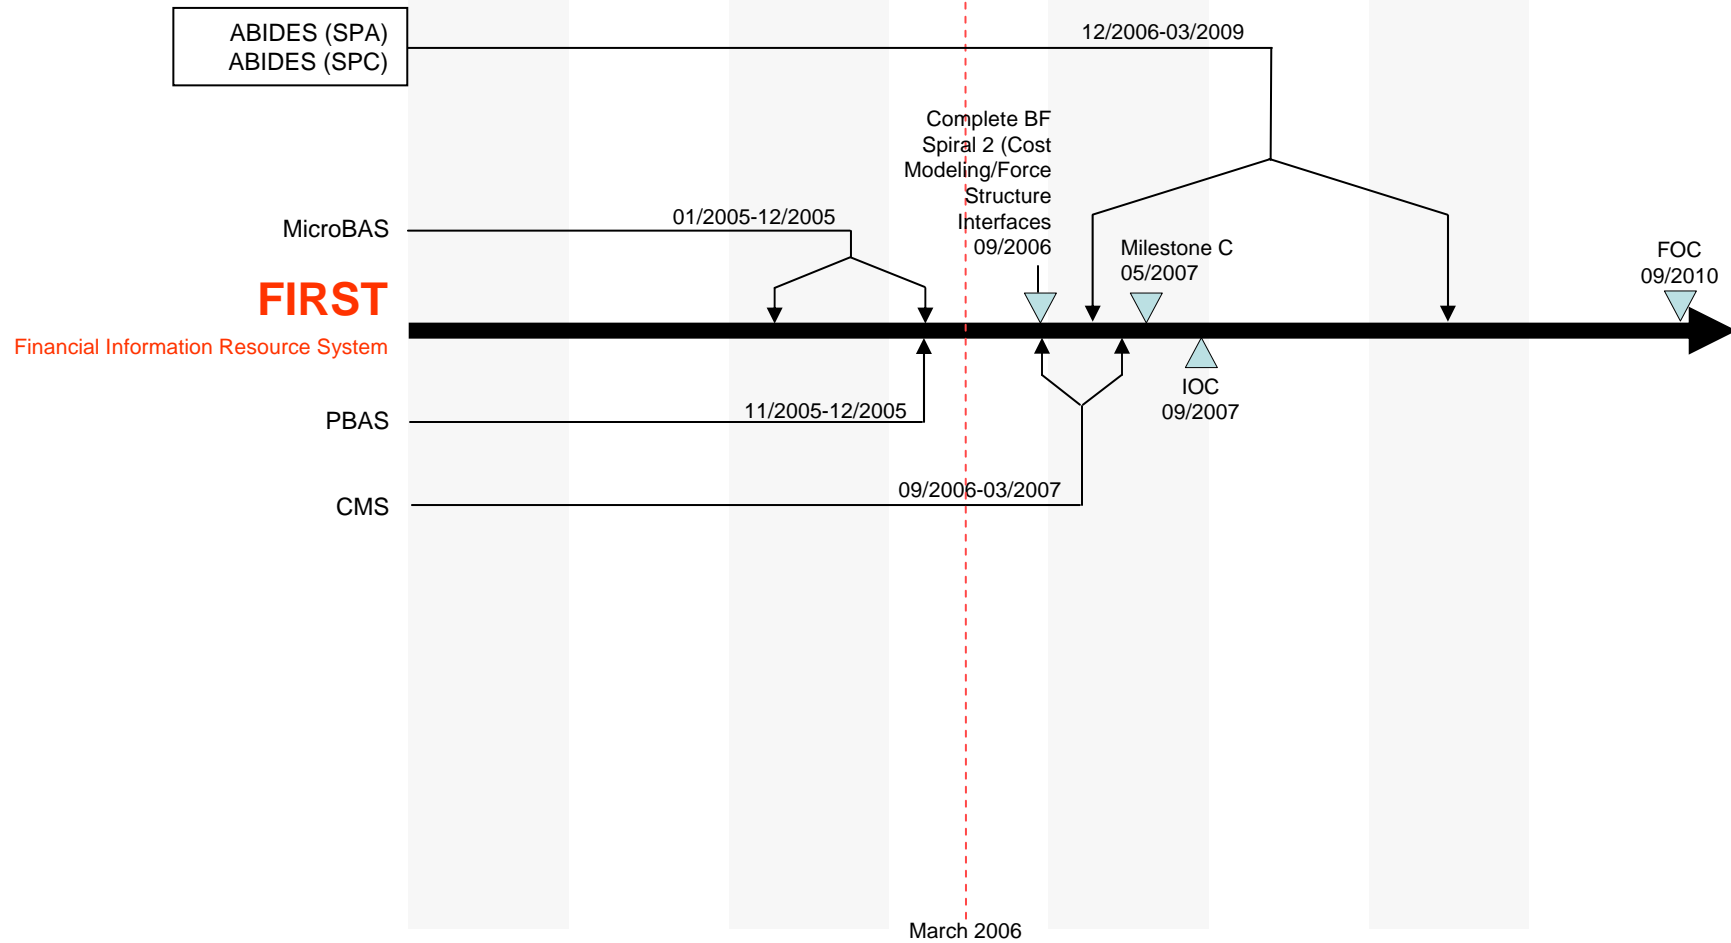 ABIDES (SPA)
ABIDES (SPC)
12/2006-03/2009
Complete BF
Spiral 2 (Cost
Modeling/Force
Structure
Interfaces
09/2006
01/2005-12/2005
MicroBAS
Milestone C
05/2007
FOC
09/2010
FIRST
Financial Information Resource System
IOC
09/2007
11/2005-12/2005
PBAS
09/2006-03/2007
CMS
March 2006